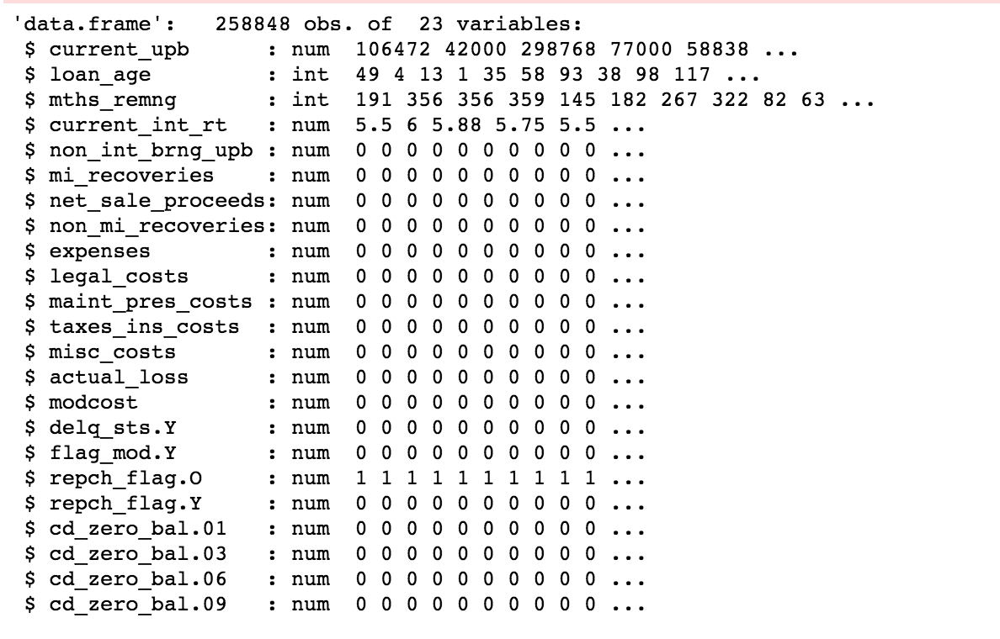 'data.frame':   258848 obs. of  23 variables:
 $ current_upb      : num  106472 42000 298768 77000 58838 ...
 $ loan_age         : int  49 4 13 1 35 58 93 38 98 117 ...
 $ mths_remng       : int  191 356 356 359 145 182 267 322 82 63 ...
 $ current_int_rt   : num  5.5 6 5.88 5.75 5.5 ...
 $ non_int_brng_upb : num  0 0 0 0 0 0 0 0 0 0 ...
 $ mi_recoveries    : num  0 0 0 0 0 0 0 0 0 0 ...
 $ net_sale_proceeds: num  0 0 0 0 0 0 0 0 0 0 ...
 $ non_mi_recoveries: num  0 0 0 0 0 0 0 0 0 0 ...
 $ expenses         : num  0 0 0 0 0 0 0 0 0 0 ...
 $ legal_costs      : num  0 0 0 0 0 0 0 0 0 0 ...
 $ maint_pres_costs : num  0 0 0 0 0 0 0 0 0 0 ...
 $ taxes_ins_costs  : num  0 0 0 0 0 0 0 0 0 0 ...
 $ misc_costs       : num  0 0 0 0 0 0 0 0 0 0 ...
 $ actual_loss      : num  0 0 0 0 0 0 0 0 0 0 ...
 $ modcost          : num  0 0 0 0 0 0 0 0 0 0 ...
 $ delq_sts.Y       : num  0 0 0 0 0 0 0 0 0 0 ...
 $ flag_mod.Y       : num  0 0 0 0 0 0 0 0 0 0 ...
 $ repch_flag.O     : num  1 1 1 1 1 1 1 1 1 1 ...
 $ repch_flag.Y     : num  0 0 0 0 0 0 0 0 0 0 ...
 $ cd_zero_bal.01   : num  0 0 0 0 0 0 0 0 0 0 ...
 $ cd_zero_bal.03   : num  0 0 0 0 0 0 0 0 0 0 ...
 $ cd_zero_bal.06   : num  0 0 0 0 0 0 0 0 0 0 ...
 $ cd_zero_bal.09   : num  0 0 0 0 0 0 0 0 0 0 ...